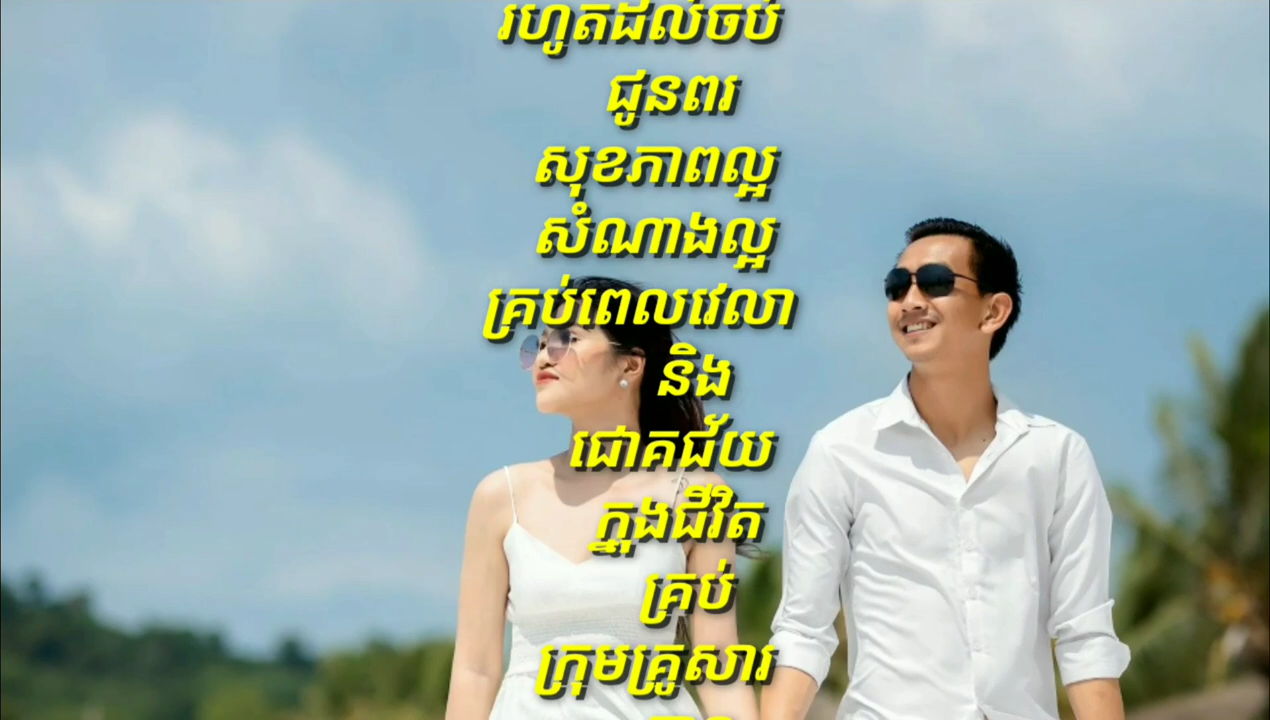 រហូតដល់ចប់
ជូនពរ
សុខភាពល្អ
សំណាងល្អ
គ្រប់ពេលវេលា
និង
ជោគជ័យ
ក្នុងជីវិត
គ្រប់
ក្រុមគ្រួសារ